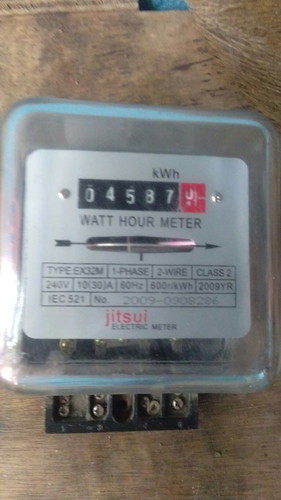 kWh
04587
WATT HOUR METER
TYPE:EX32M 1-PHASE 2-WIRE CLASS 2
240V 10(30)A 60Hz 600r/kWh 2009YR
IEC 521 No. 2009-0908286
jitsui
ELECTRIC METER